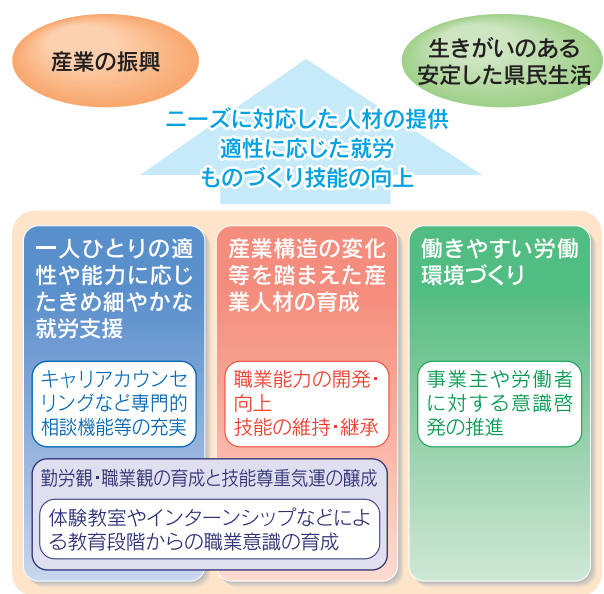 産業の振興
生きがいのある
安定した県民生活
ニーズに対応した人材の提供
適性に応じた就労
ものづくり技能の向上
一人ひとりの適
性や能力に応じ
たきめ細やかな
就労支援
キャリアカウンセ
リングなど専門的
相談機能等の充実
産業構造の変化
等を踏まえた産
業人材の育成
職業能力の開発・
向上
技能の維持・継承
働きやすい労働
環境づくり
事業主や労働者
に対する意識啓
発の推進
勤労観・職業観の育成と技能尊重気運の醸成
体験教室やインターンシップなどによ
る教育段階からの職業意識の育成